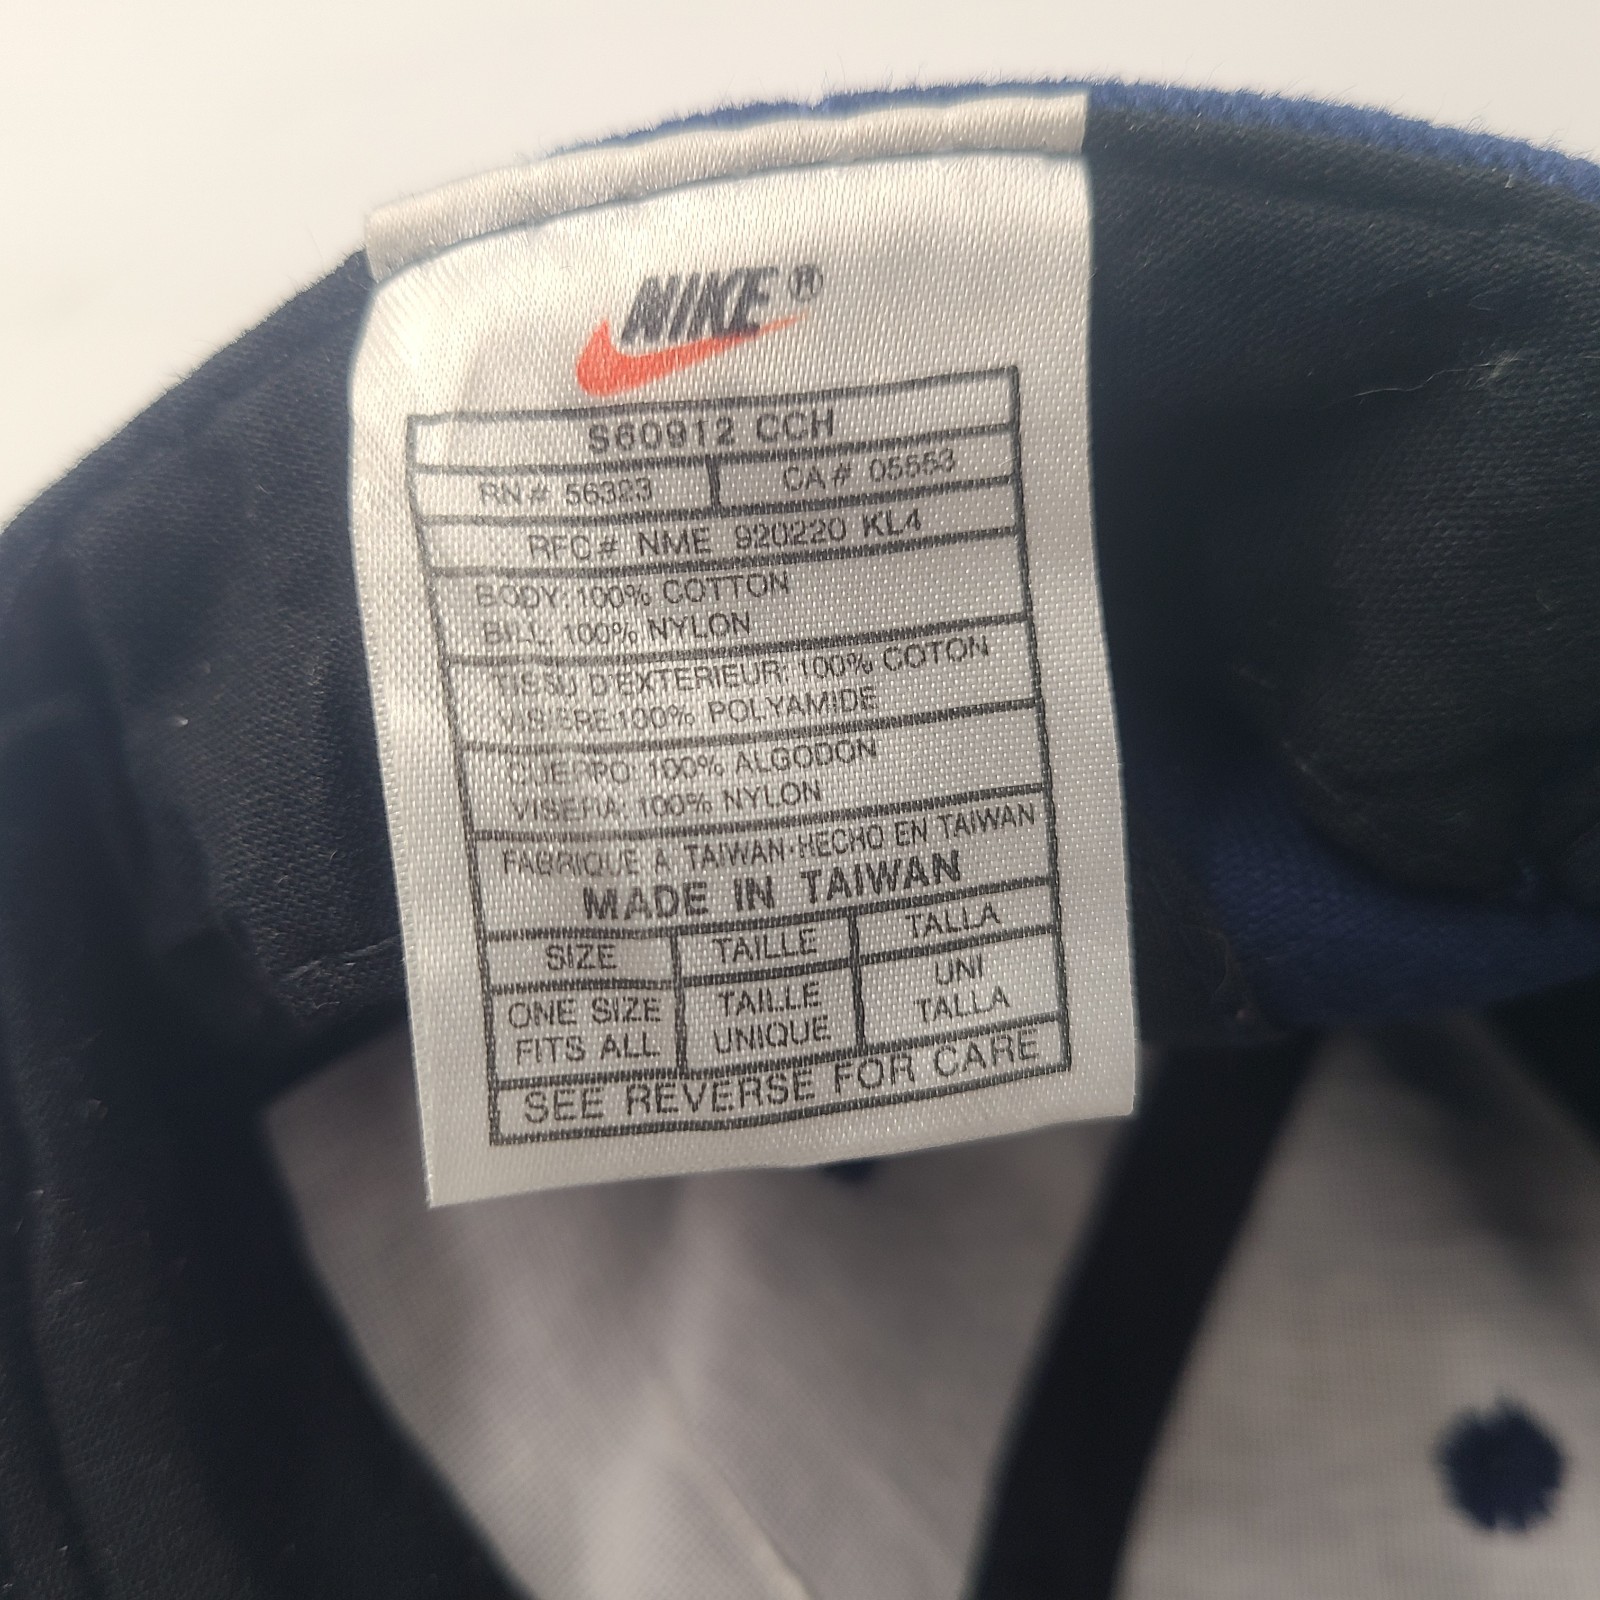 NIKE®
S60912 CCH
RN# 56323 CA# 05553
RFC# NME 920220 KL4
BODY: 100% COTTON
BILL: 100% NYLON
TISSU D'EXTERIEUR: 100% COTON
VISIERE:100% POLYAMIDE
CUERPO: 100% ALGODON
VISERA: 100% NYLON
FABRIQUE A TAIWAN·HECHO EN TAIWAN
MADE IN TAIWAN
SIZE TAILLE TALLA
ONE SIZE TAILLE UNI
FITS ALL UNIQUE TALLA
SEE REVERSE FOR CARE